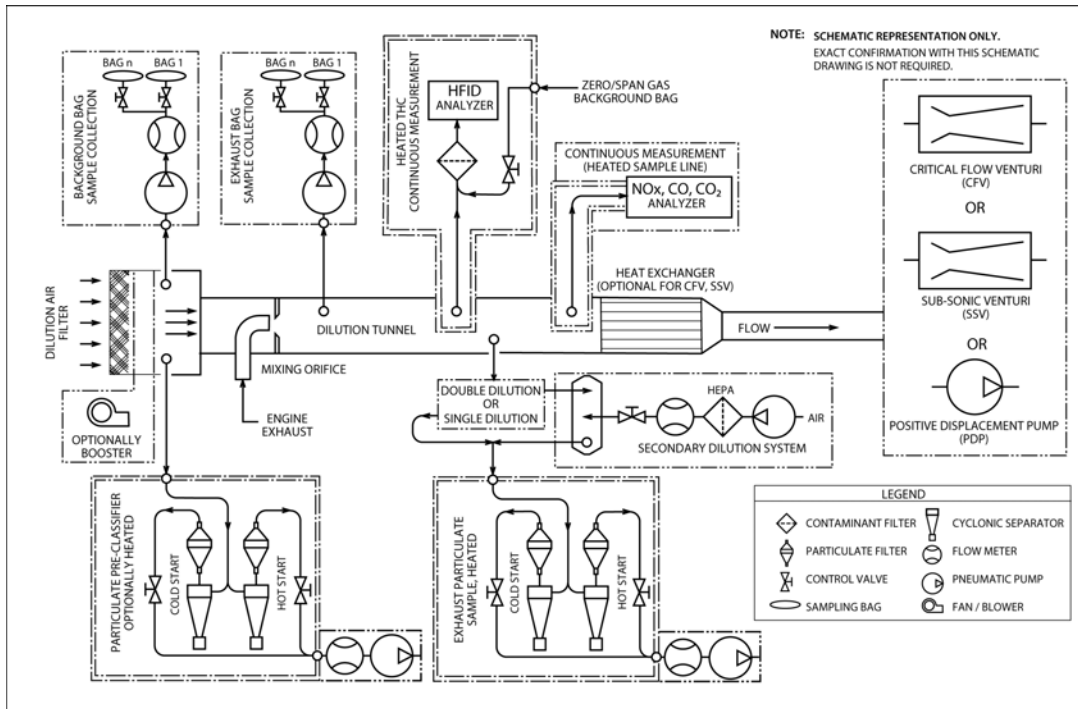 NOTE: SCHEMATIC REPRESENTATION ONLY.
EXACT CONFIRMATION WITH THIS SCHEMATIC
DRAWING IS NOT REQUIRED.
BAG n
BAG 1
BACKGROUND BAG
SAMPLE COLLECTION
BAG n
BAG 1
EXHAUST BAG
SAMPLE COLLECTION
HEATED THC
CONTINUOUS MEASUREMENT
HFID
ANALYZER
ZERO/SPAN GAS
BACKGROUND BAG
CONTINUOUS MEASUREMENT
(HEATED SAMPLE LINE)
NOx, CO, CO₂
ANALYZER
CRITICAL FLOW VENTURI
(CFV)
OR
SUB-SONIC VENTURI
(SSV)
OR
POSITIVE DISPLACEMENT PUMP
(PDP)
DILUTION AIR
FILTER
DILUTION TUNNEL
MIXING ORIFICE
HEAT EXCHANGER
(OPTIONAL FOR CFV, SSV)
FLOW
OPTIONALLY
BOOSTER
ENGINE
EXHAUST
DOUBLE DILUTION
OR
SINGLE DILUTION
HEPA
AIR
SECONDARY DILUTION SYSTEM
PARTICULATE PRE-CLASSIFIER
OPTIONALLY HEATED
COLD START
HOT START
EXHAUST PARTICULATE
SAMPLE, HEATED
COLD START
HOT START
LEGEND
CONTAMINANT FILTER
CYCLONIC SEPARATOR
PARTICULATE FILTER
FLOW METER
CONTROL VALVE
PNEUMATIC PUMP
SAMPLING BAG
FAN / BLOWER